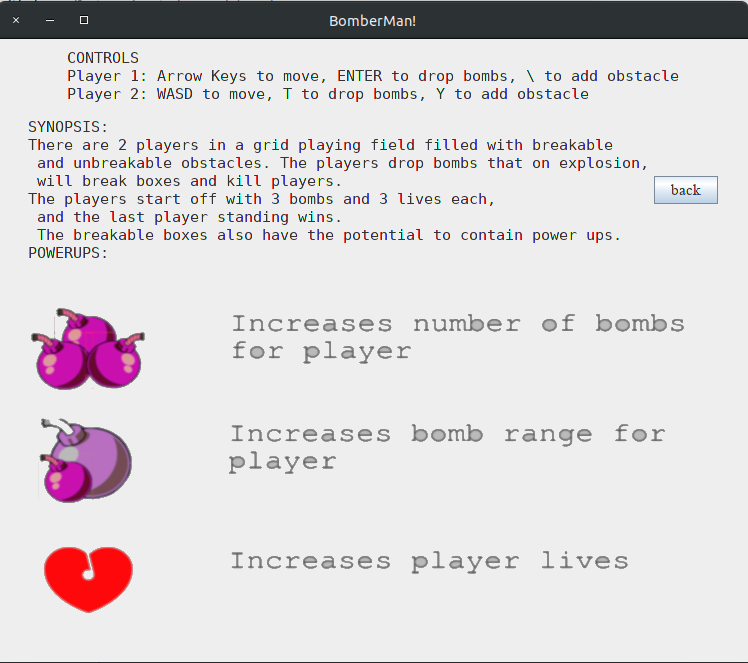 BomberMan!
CONTROLS
Player 1: Arrow Keys to move, ENTER to drop bombs, \ to add obstacle
Player 2: WASD to move, T to drop bombs, Y to add obstacle
SYNOPSIS:
There are 2 players in a grid playing field filled with breakable
and unbreakable obstacles. The players drop bombs that on explosion,
will break boxes and kill players.
The players start off with 3 bombs and 3 lives each,
and the last player standing wins.
The breakable boxes also have the potential to contain power ups.
POWERUPS:
back
Increases number of bombs
for player
Increases bomb range for
player
Increases player lives